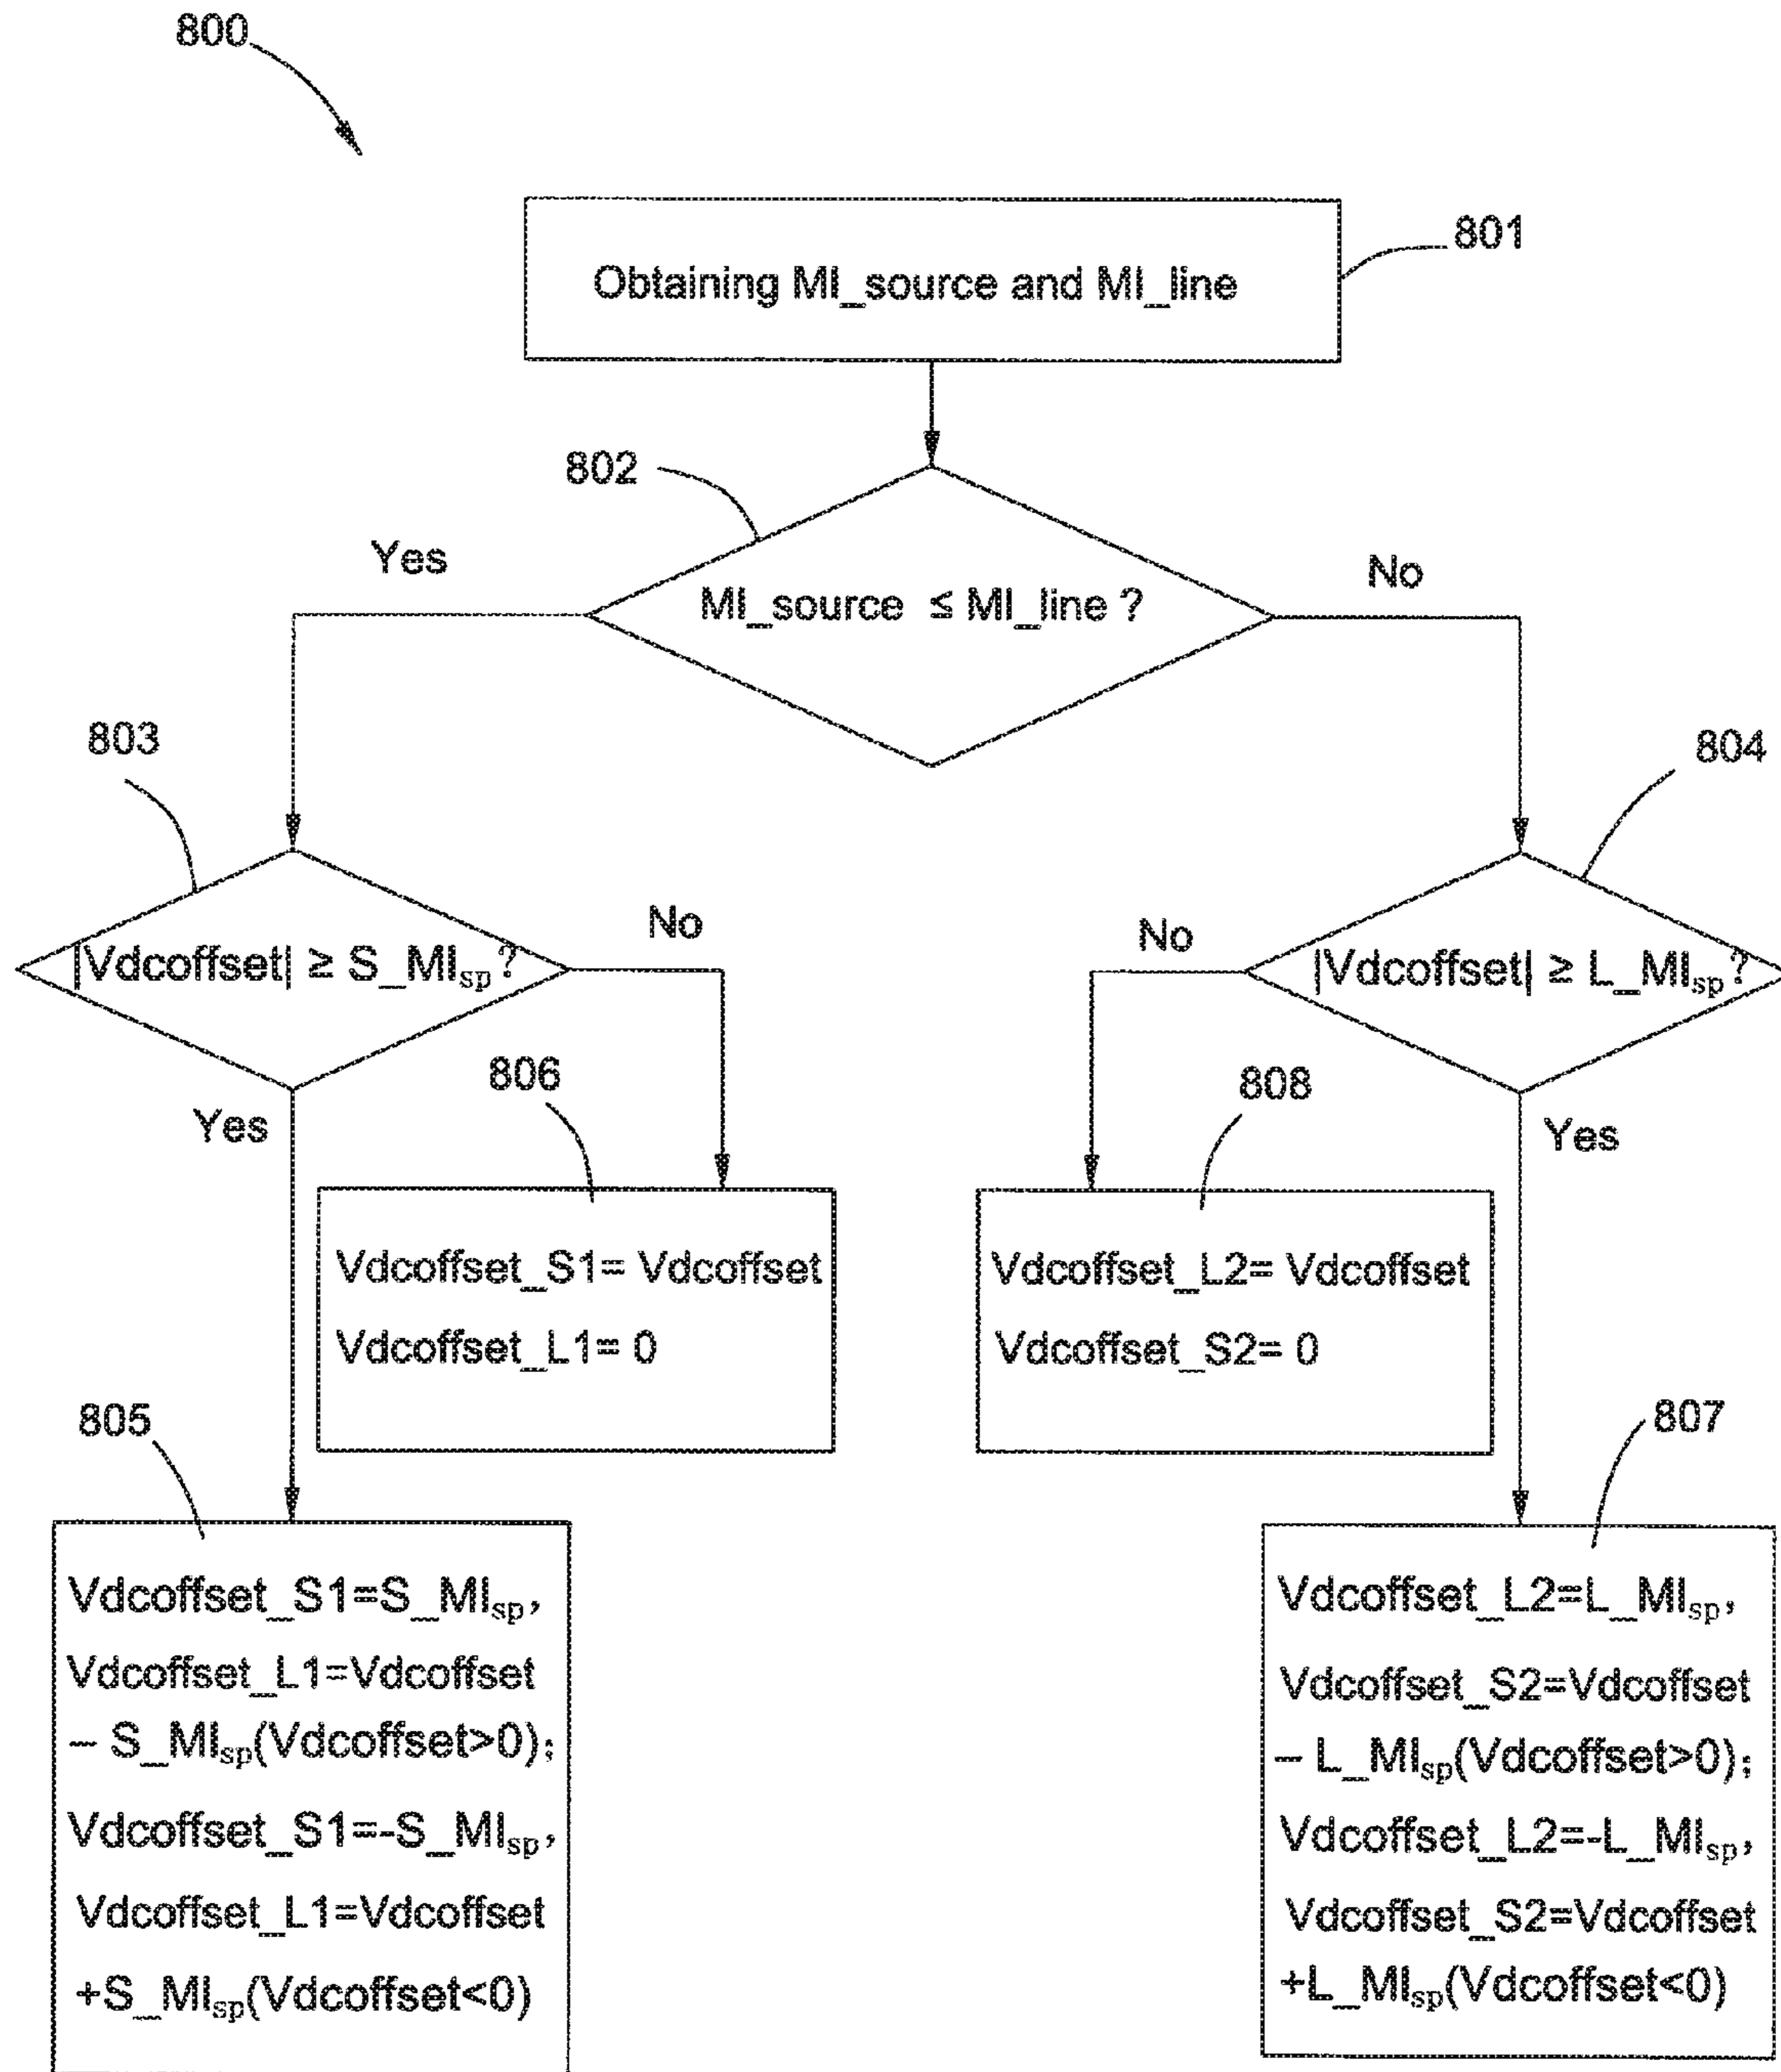 800
801
Obtaining MI_source and MI_line
802
Yes
No
MI_source ≤ MI_line ?
803
804
|Vdcoffset| ≥ S_MIsp?
No
No
|Vdcoffset| ≥ L_MIsp?
Yes
806
808
Yes
Vdcoffset_S1= Vdcoffset
Vdcoffset_L1= 0
Vdcoffset_L2= Vdcoffset
Vdcoffset_S2= 0
805
807
Vdcoffset_S1=S_MIsp,
Vdcoffset_L1=Vdcoffset
– S_MIsp(Vdcoffset>0);
Vdcoffset_S1=-S_MIsp,
Vdcoffset_L1=Vdcoffset
+S_MIsp(Vdcoffset<0)
Vdcoffset_L2=L_MIsp,
Vdcoffset_S2=Vdcoffset
– L_MIsp(Vdcoffset>0);
Vdcoffset_L2=-L_MIsp,
Vdcoffset_S2=Vdcoffset
+L_MIsp(Vdcoffset<0)